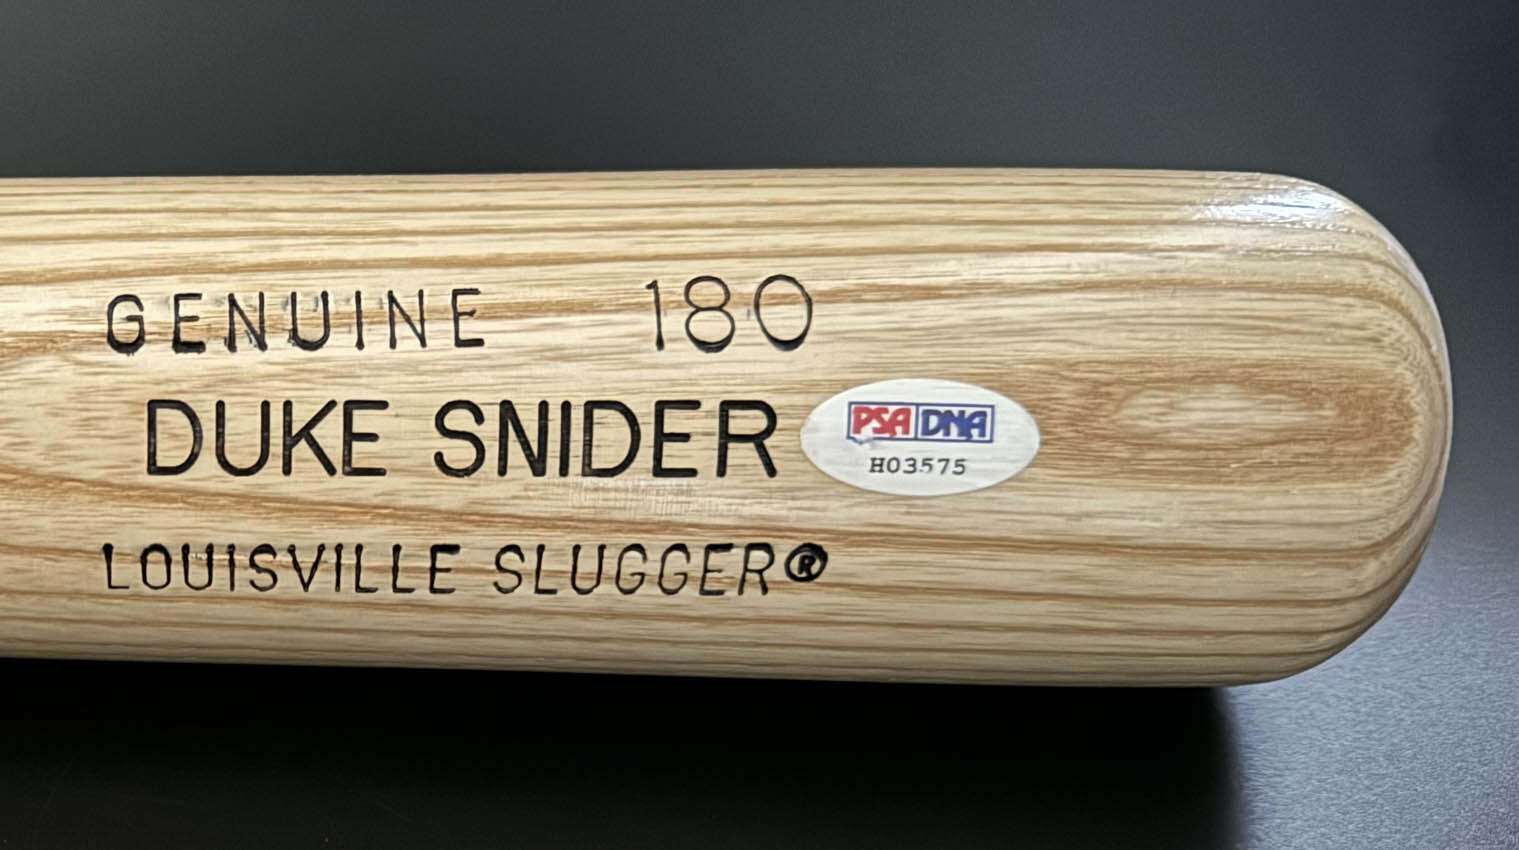 GENUINE 180
DUKE SNIDER
PSA DNA
H03575
LOUISVILLE SLUGGER®